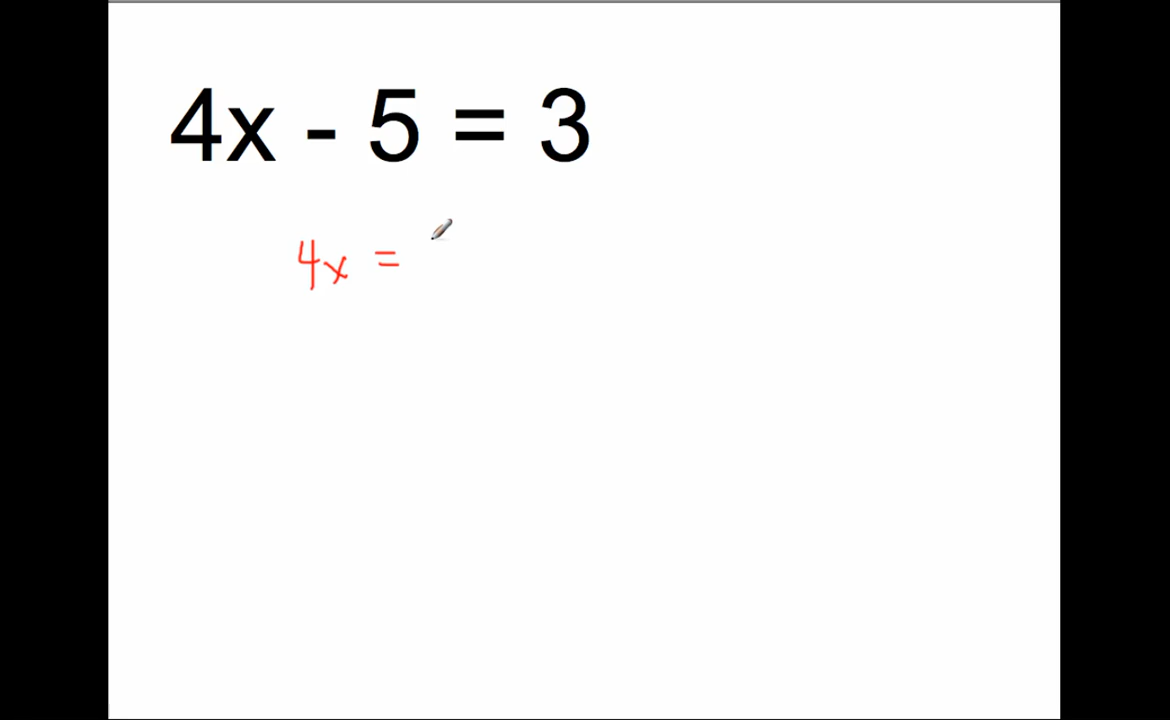 4x - 5 = 3
4x =